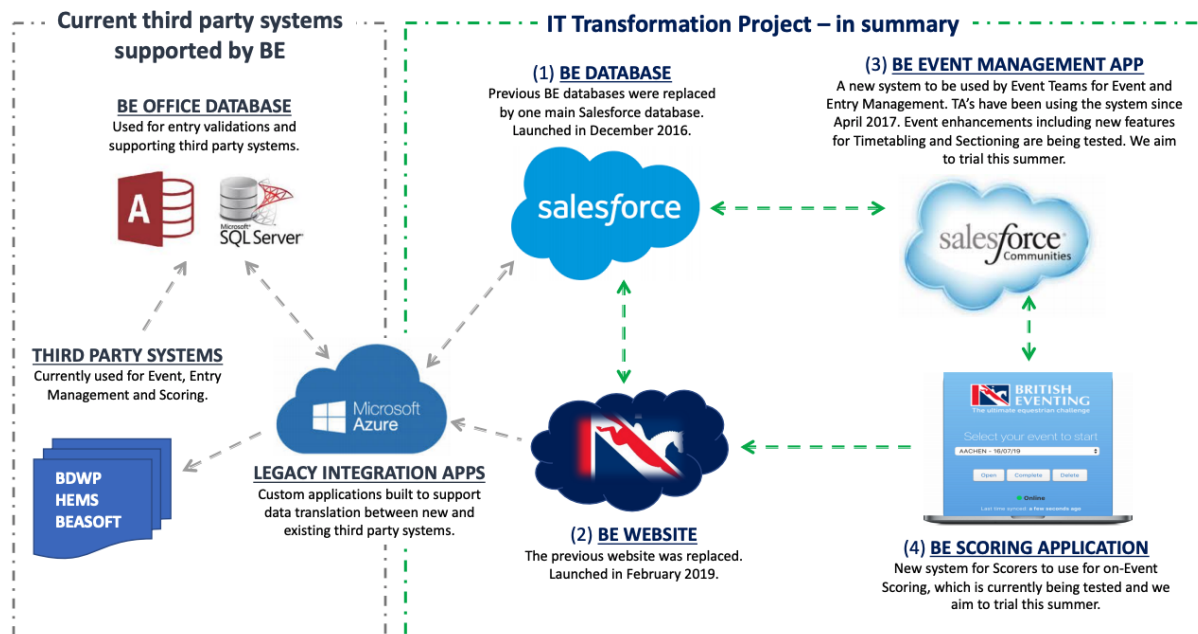 Current third party systems
supported by BE
IT Transformation Project – in summary
BE OFFICE DATABASE
Used for entry validations and
supporting third party systems.
A
Microsoft®
SQL Server®
THIRD PARTY SYSTEMS
Currently used for Event, Entry
Management and Scoring.
BDWP
HEMS
BEASOFT
Microsoft
Azure
LEGACY INTEGRATION APPS
Custom applications built to support
data translation between new and
existing third party systems.
(1) BE DATABASE
Previous BE databases were replaced
by one main Salesforce database.
Launched in December 2016.
salesforce
(2) BE WEBSITE
The previous website was replaced.
Launched in February 2019.
(3) BE EVENT MANAGEMENT APP
A new system to be used by Event Teams for Event and
Entry Management. TA's have been using the system since
April 2017. Event enhancements including new features
for Timetabling and Sectioning are being tested. We aim
to trial this summer.
salesforce®
Communities
BRITISH
EVENTING
The ultimate equestrian challenge
Select your event to start
AACHEN - 16/07/19
Open Complete Delete
Online
Last time synced: a few seconds ago
(4) BE SCORING APPLICATION
New system for Scorers to use for on-Event
Scoring, which is currently being tested and we
aim to trial this summer.